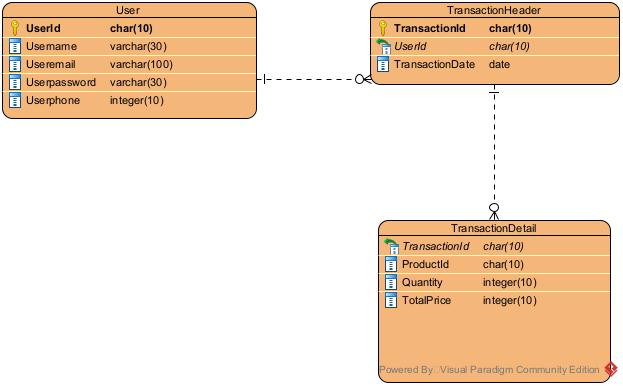 User
UserId char(10)
Username varchar(30)
Useremail varchar(100)
Userpassword varchar(30)
Userphone integer(10)
TransactionHeader
TransactionId char(10)
UserId char(10)
TransactionDate date
TransactionDetail
TransactionId char(10)
ProductId char(10)
Quantity integer(10)
TotalPrice integer(10)
Powered By Visual Paradigm Community Edition